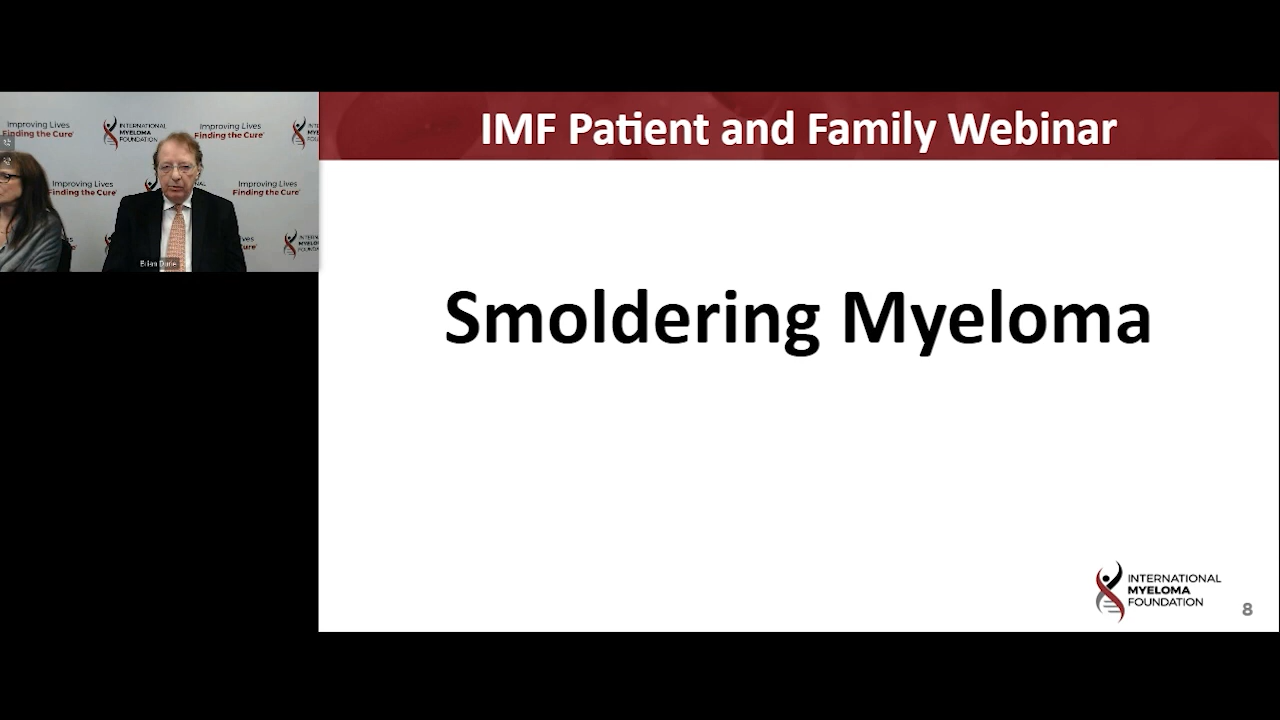 IMF Patient and Family Webinar
Improving Lives
Finding the Cure®
INTERNATIONAL
MYELOMA
FOUNDATION
Improving Lives
Finding the Cure®
Improving Lives
Finding the Cure®
Improving Lives
Finding the Cure®
Smoldering Myeloma
INTERNATIONAL
MYELOMA
FOUNDATION
8